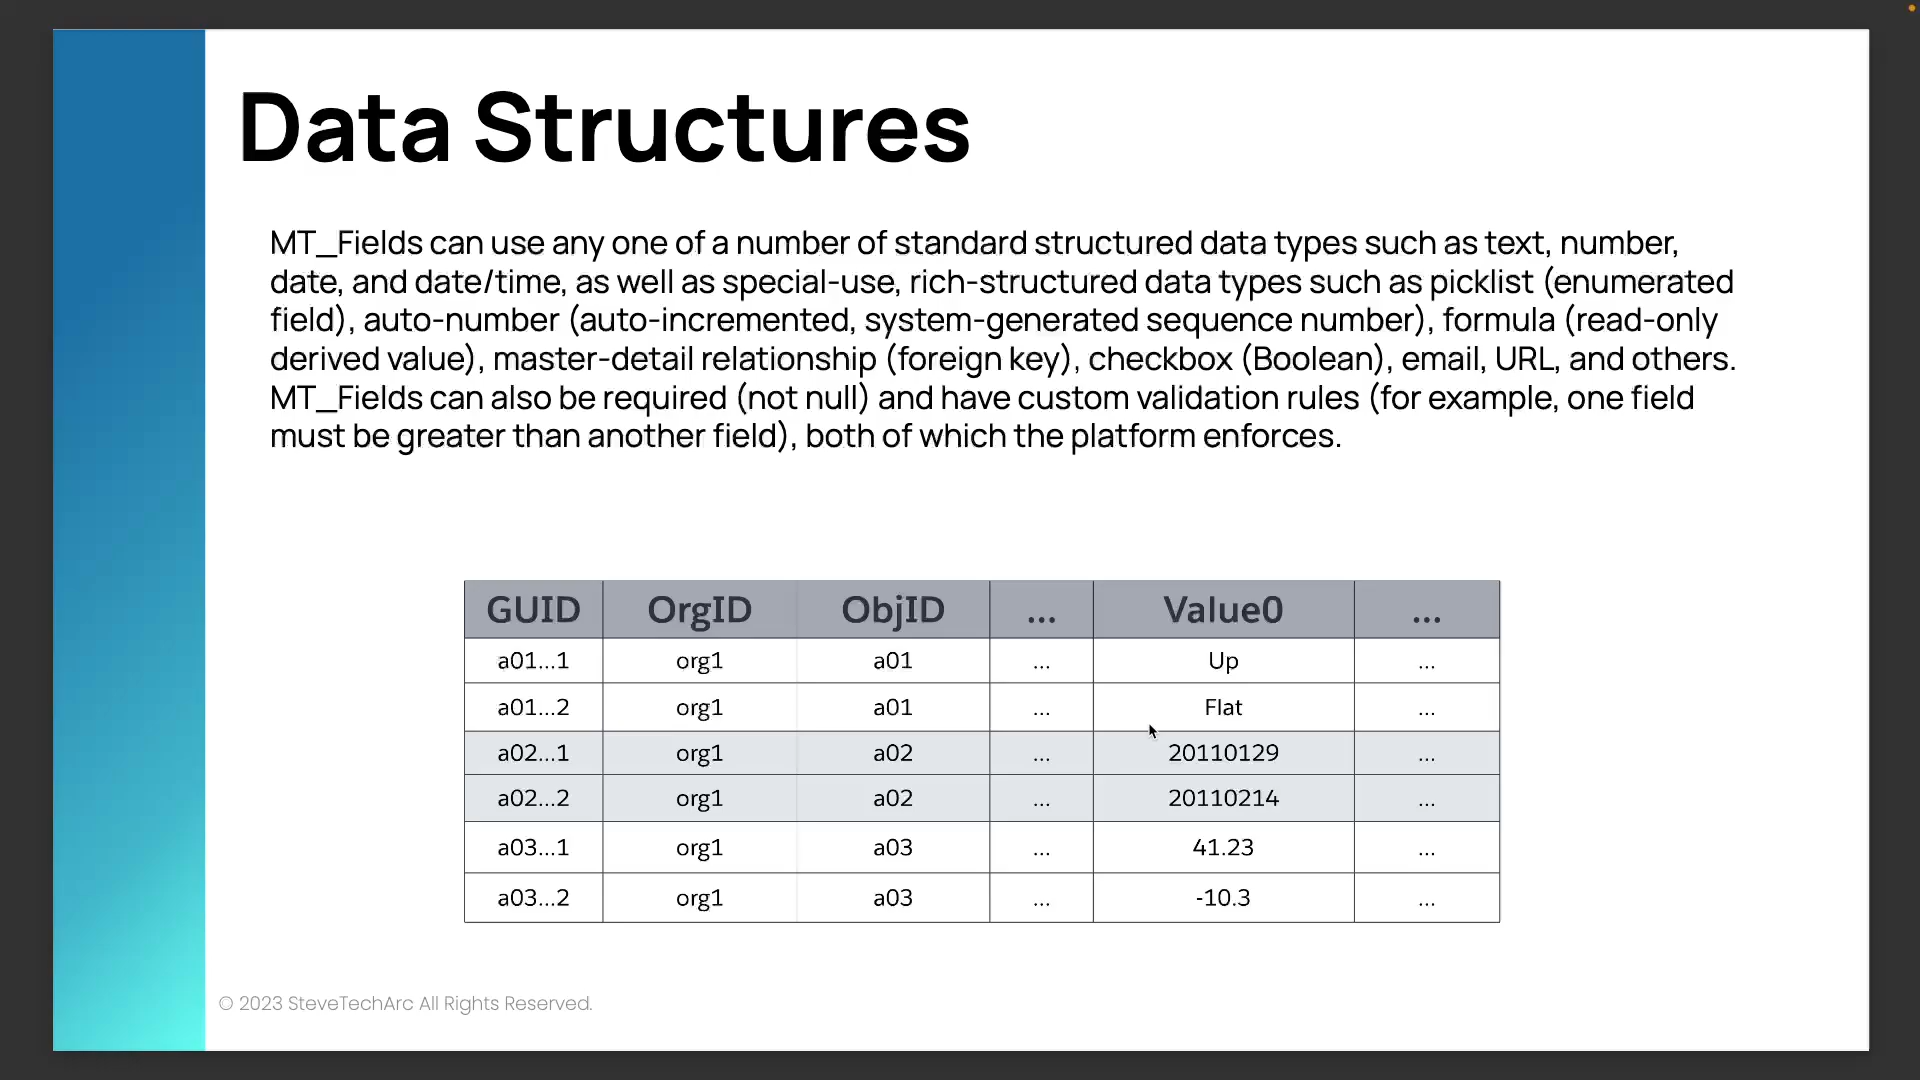 Data Structures
MT_Fields can use any one of a number of standard structured data types such as text, number,
date, and date/time, as well as special-use, rich-structured data types such as picklist (enumerated
field), auto-number (auto-incremented, system-generated sequence number), formula (read-only
derived value), master-detail relationship (foreign key), checkbox (Boolean), email, URL, and others.
MT_Fields can also be required (not null) and have custom validation rules (for example, one field
must be greater than another field), both of which the platform enforces.
GUID OrgID ObjID ... Value0 ...
a01...1 org1 a01 ... Up ...
a01...2 org1 a01 ... Flat ...
a02...1 org1 a02 ... 20110129 ...
a02...2 org1 a02 ... 20110214 ...
a03...1 org1 a03 ... 41.23 ...
a03...2 org1 a03 ... -10.3 ...
© 2023 SteveTechArc All Rights Reserved.